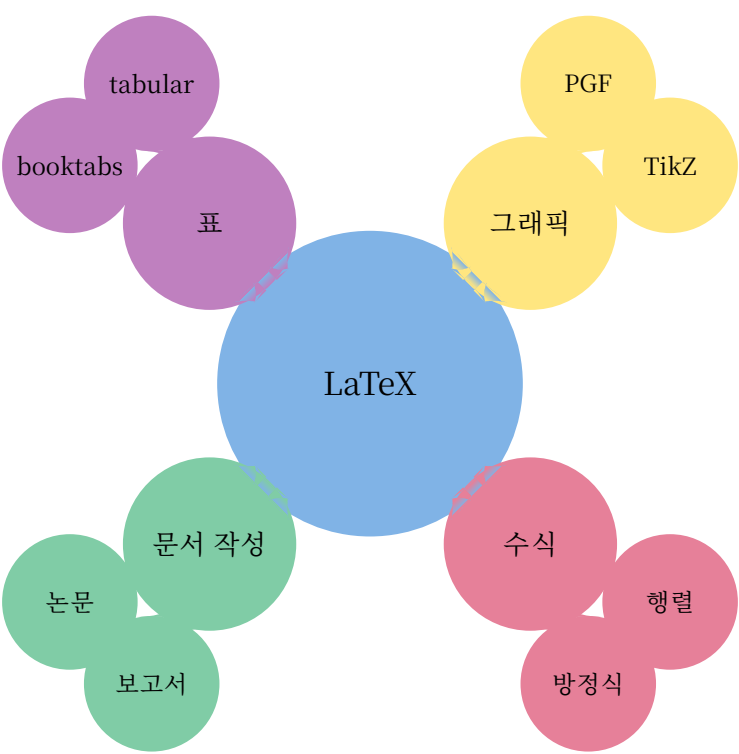 tabular
PGF
booktabs
TikZ
표
그래픽
LaTeX
문서 작성
수식
논문
행렬
보고서
방정식